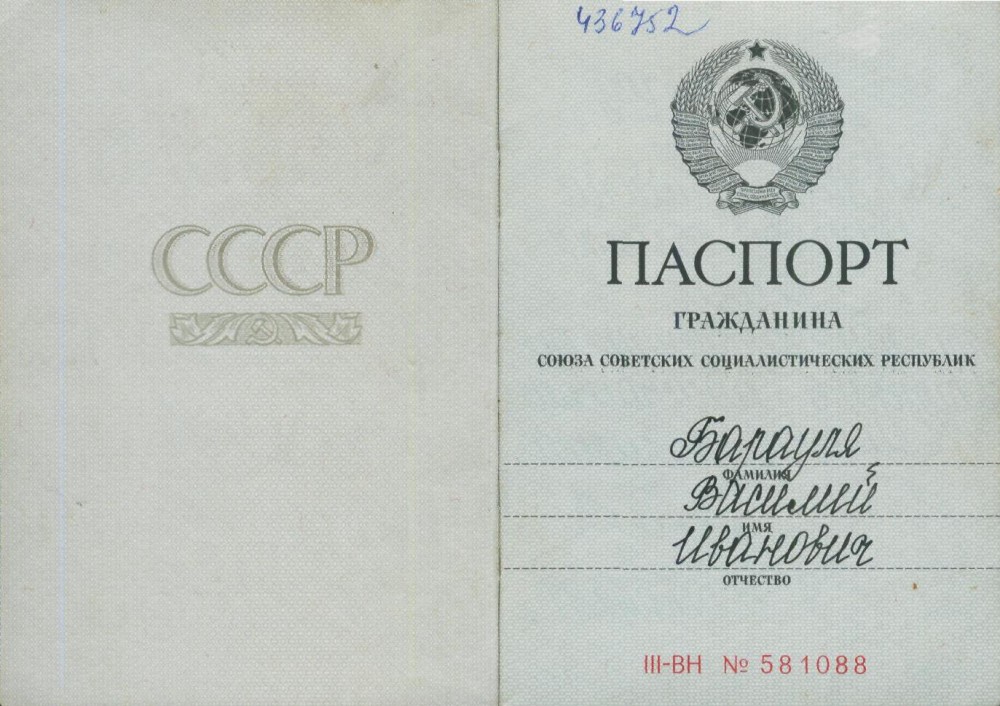 СССР
436752
ПАСПОРТ
ГРАЖДАНИНА
СОЮЗА СОВЕТСКИХ СОЦИАЛИСТИЧЕСКИХ РЕСПУБЛИК
Барауля
ФАМИЛИЯ
Василий
ИМЯ
Иванович
ОТЧЕСТВО
III-ВН № 581088